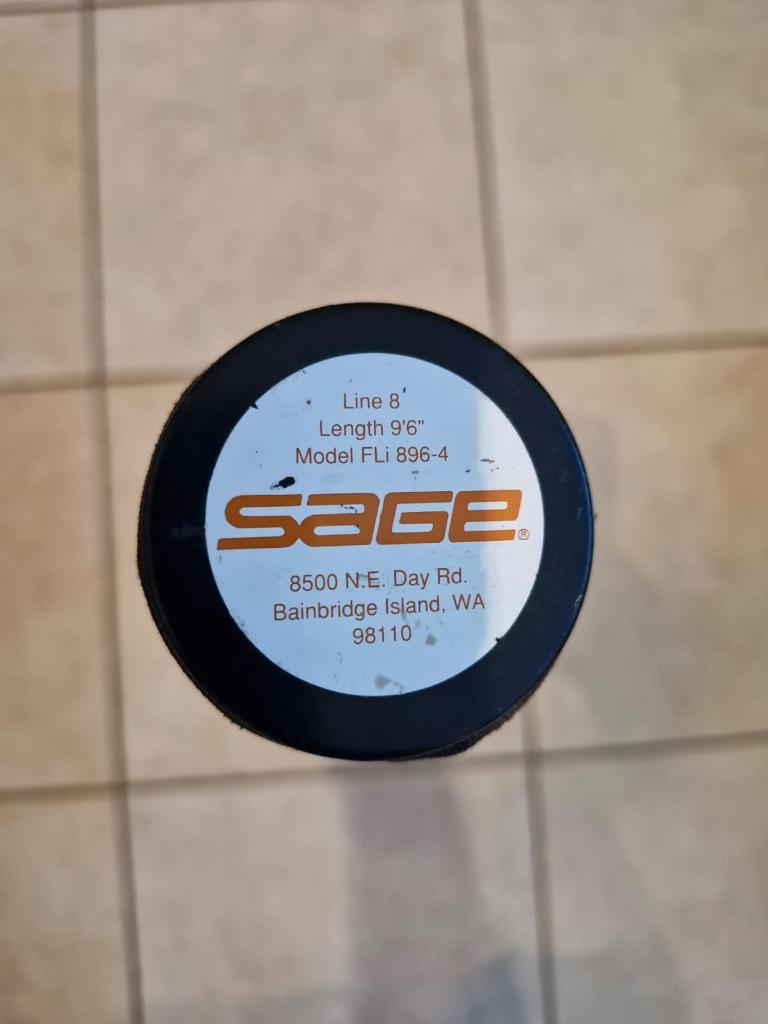 Line 8
Length 9'6"
Model FLi 896-4
SAGE®
8500 N.E. Day Rd.
Bainbridge Island, WA
98110